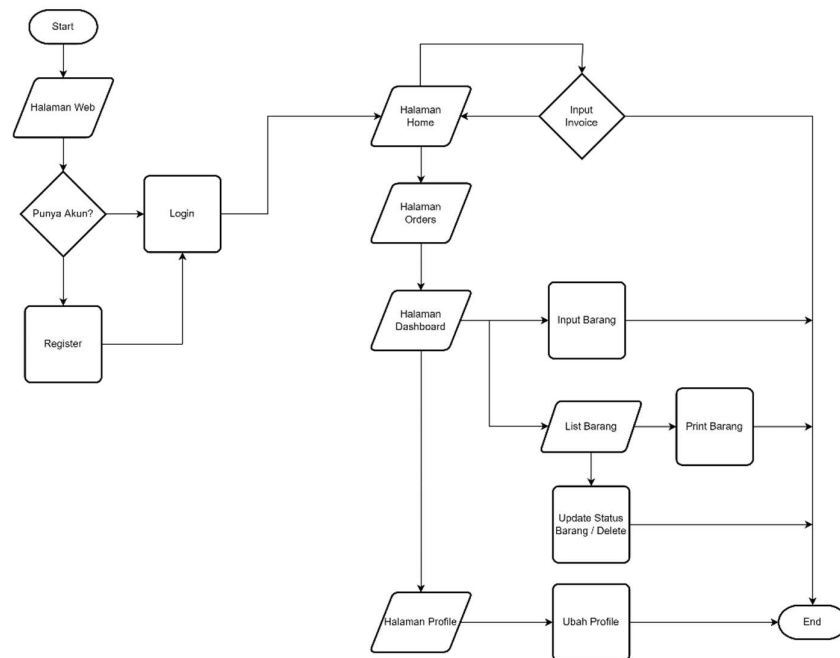 Start
Halaman Web
Punya Akun?
Login
Register
Halaman
Home
Input
Invoice
Halaman
Orders
Halaman
Dashboard
Input Barang
List Barang
Print Barang
Update Status
Barang / Delete
Halaman Profile
Ubah Profile
End